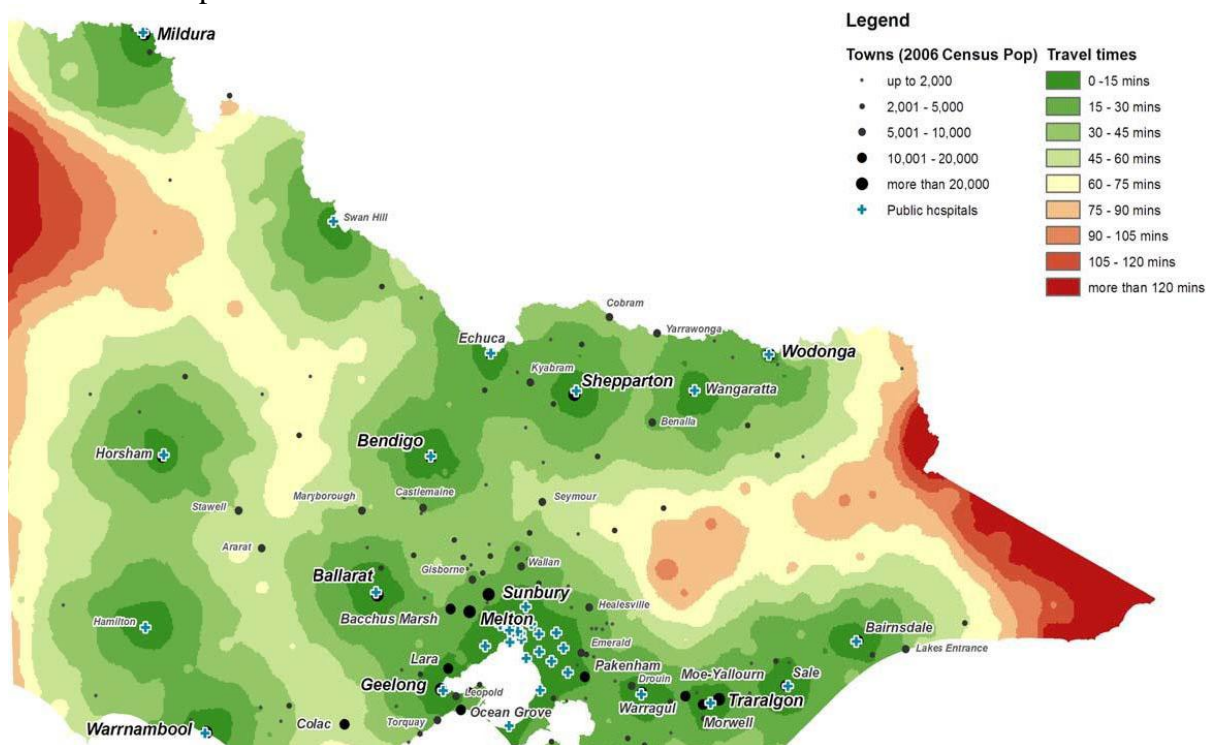 Mildura
Swan Hill
Echuca
Cobram
Yarrawonga
Wodonga
Kyabram
Shepparton
Wangaratta
Benalla
Bendigo
Horsham
Stawell
Maryborough
Castlemaine
Seymour
Ararat
Ballarat
Gisborne
Wallan
Sunbury
Bacchus Marsh
Melton
Healesville
Emerald
Hamilton
Bairnsdale
Lakes Entrance
Lara
Pakenham
Drouin
Moe-Yallourn
Sale
Geelong
Leopold
Warragul
Traralgon
Ocean Grove
Morwell
Torquay
Colac
Warrnambool
Legend
Towns (2006 Census Pop)
up to 2,000
2,001 - 5,000
5,001 - 10,000
10,001 - 20,000
more than 20,000
Public hospitals
Travel times
0 -15 mins
15 - 30 mins
30 - 45 mins
45 - 60 mins
60 - 75 mins
75 - 90 mins
90 - 105 mins
105 - 120 mins
more than 120 mins